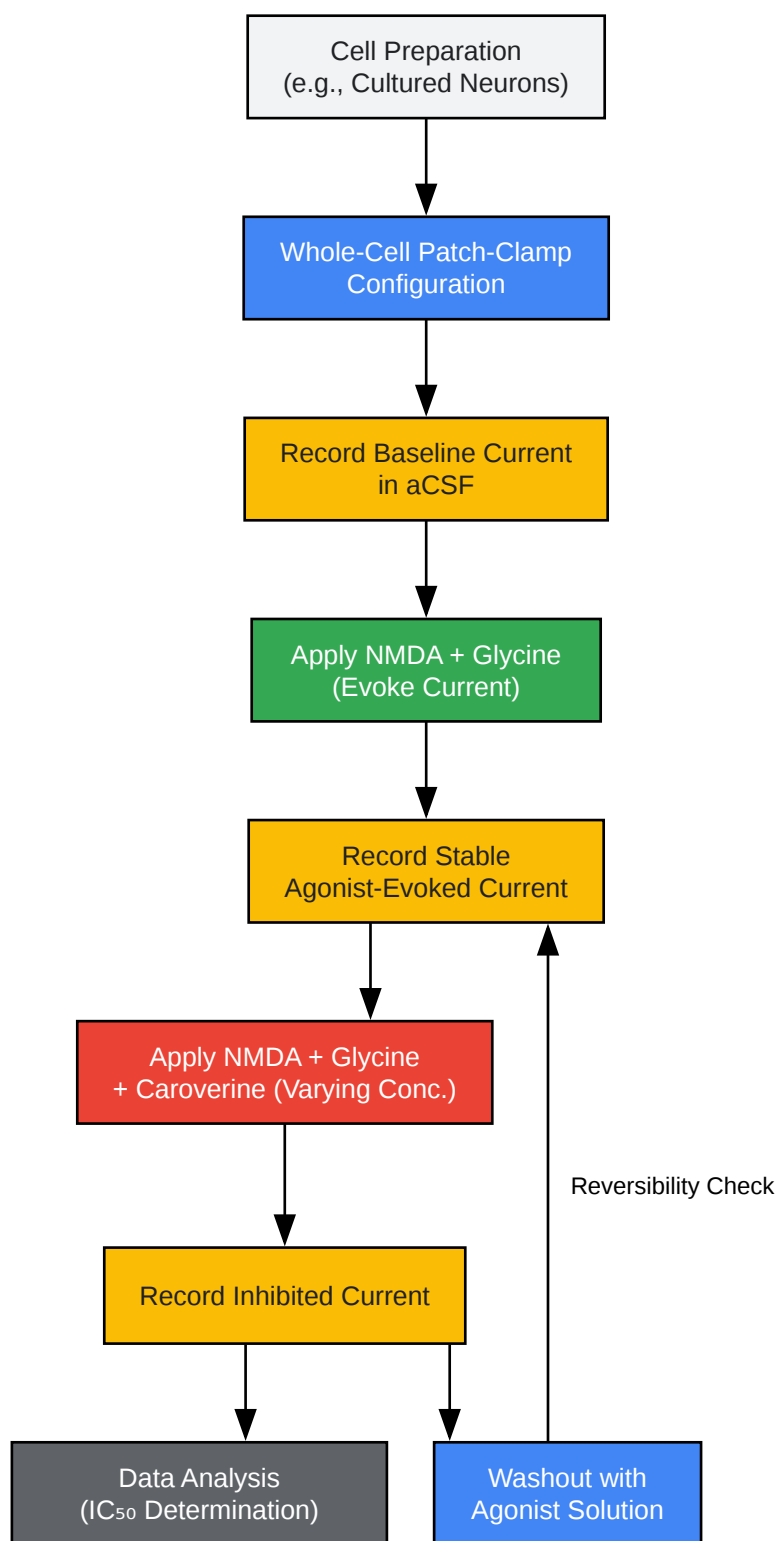 Cell Preparation
(e.g., Cultured Neurons)
Whole-Cell Patch-Clamp
Configuration
Record Baseline Current
in aCSF
Apply NMDA + Glycine
(Evoke Current)
Record Stable
Agonist-Evoked Current
Apply NMDA + Glycine
+ Caroverine (Varying Conc.)
Reversibility Check
Record Inhibited Current
Data Analysis
(IC₅₀ Determination)
Washout with
Agonist Solution